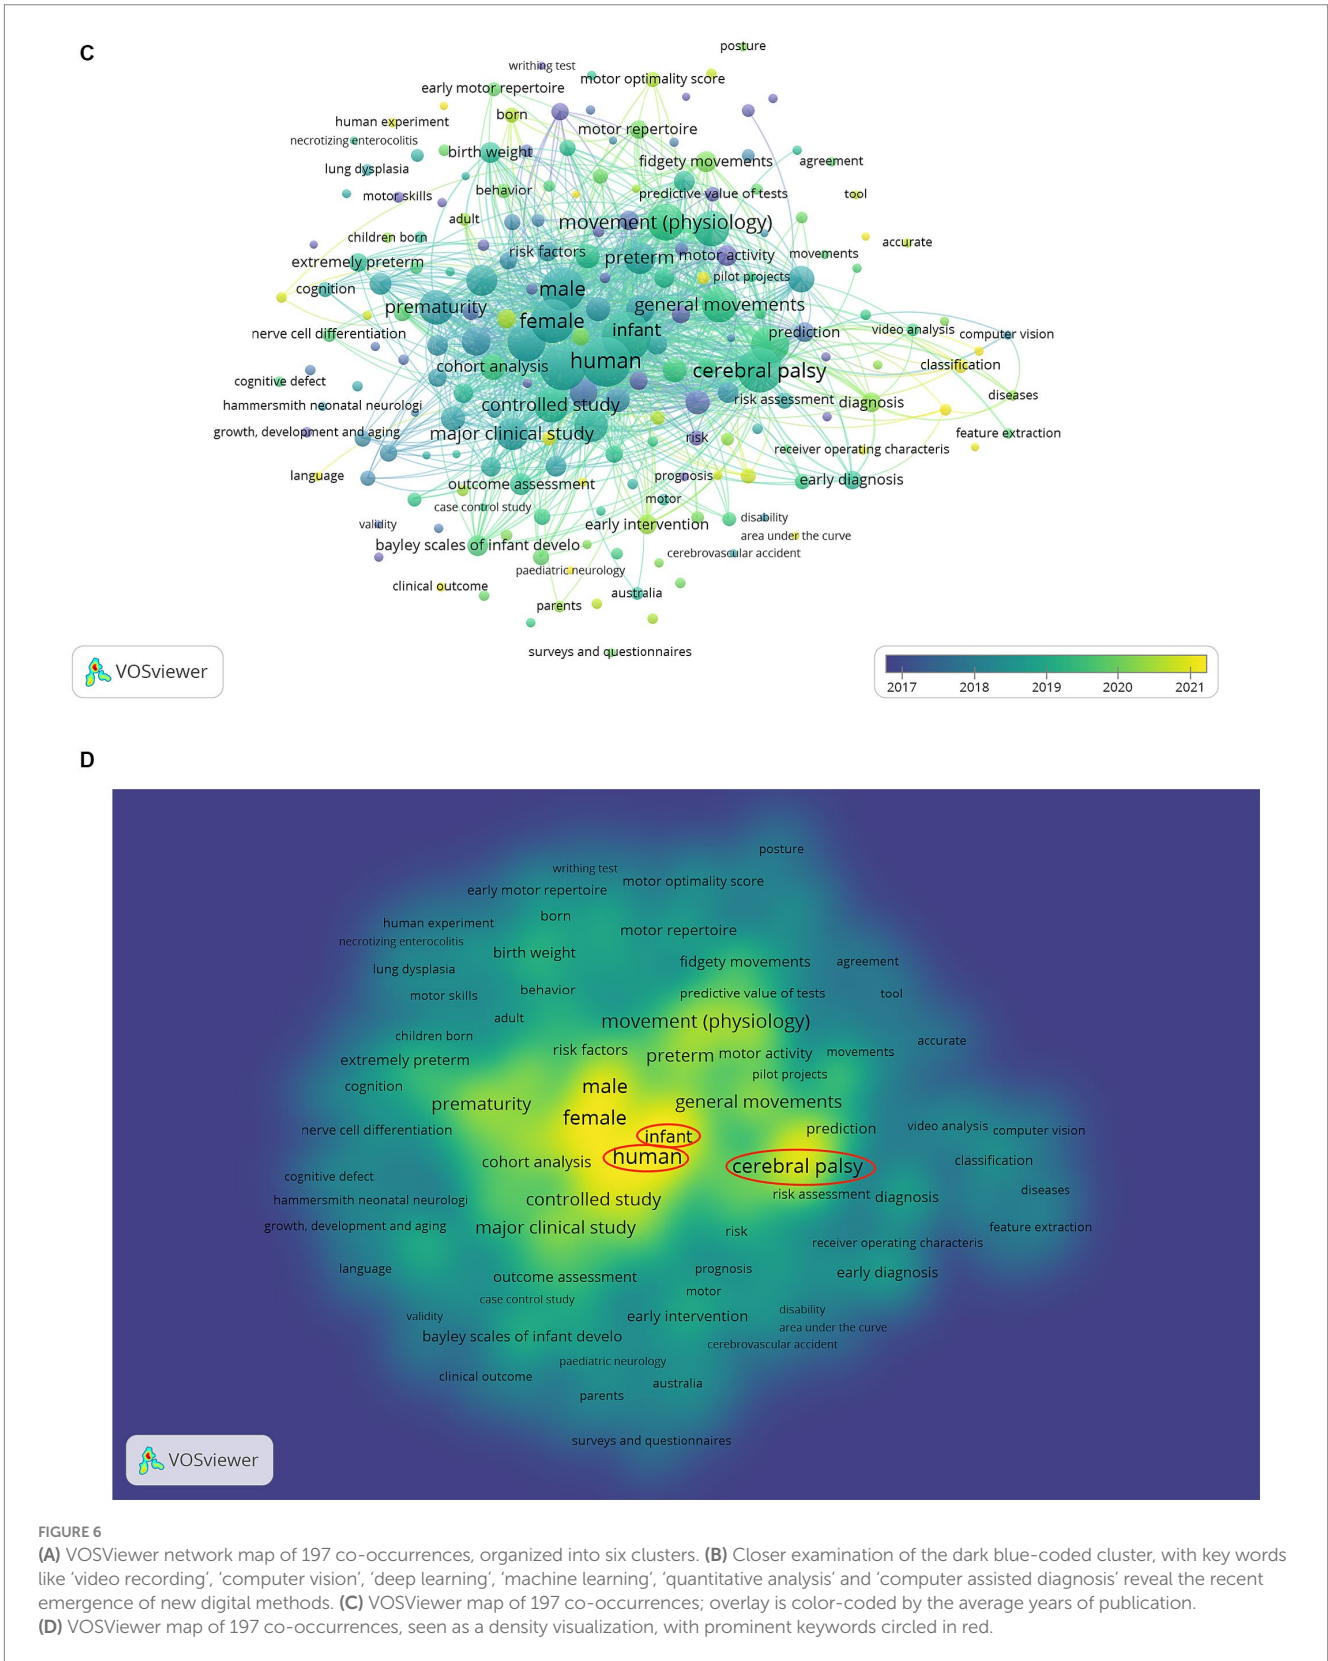 C
posture
writhing test
motor optimality score
early motor repertoire
born
human experiment
motor repertoire
necrotizing enterocolitis
birth weight
fidgety movements
agreement
lung dysplasia
behavior
predictive value of tests
tool
motor skills
adult
movement (physiology)
children born
accurate
risk factors
preterm
motor activity
movements
extremely preterm
pilot projects
cognition
male
general movements
prematurity
female
infant
prediction
video analysis
computer vision
nerve cell differentiation
human
cohort analysis
cerebral palsy
classification
cognitive defect
diseases
hammersmith neonatal neurologi
controlled study
risk assessment
diagnosis
growth, development and aging
major clinical study
risk
feature extraction
receiver operating characteris
language
outcome assessment
prognosis
early diagnosis
case control study
motor
validity
early intervention
disability
area under the curve
bayley scales of infant develo
cerebrovascular accident
paediatric neurology
clinical outcome
australia
parents
surveys and questionnaires
VOSviewer
2017 2018 2019 2020 2021
D
posture
writhing test
motor optimality score
early motor repertoire
born
human experiment
motor repertoire
necrotizing enterocolitis
birth weight
fidgety movements
agreement
lung dysplasia
behavior
predictive value of tests
tool
motor skills
adult
movement (physiology)
children born
accurate
risk factors
preterm
motor activity
movements
extremely preterm
pilot projects
cognition
male
general movements
prematurity
female
infant
prediction
video analysis
computer vision
nerve cell differentiation
human
cohort analysis
cerebral palsy
classification
cognitive defect
diseases
hammersmith neonatal neurologi
controlled study
risk assessment
diagnosis
growth, development and aging
major clinical study
risk
feature extraction
receiver operating characteris
language
outcome assessment
prognosis
early diagnosis
case control study
motor
validity
early intervention
disability
area under the curve
bayley scales of infant develo
cerebrovascular accident
paediatric neurology
clinical outcome
australia
parents
surveys and questionnaires
VOSviewer
FIGURE 6
(A) VOSViewer network map of 197 co-occurrences, organized into six clusters. (B) Closer examination of the dark blue-coded cluster, with key words
like ‘video recording’, ‘computer vision’, ‘deep learning’, ‘machine learning’, ‘quantitative analysis’ and ‘computer assisted diagnosis’ reveal the recent
emergence of new digital methods. (C) VOSViewer map of 197 co-occurrences; overlay is color-coded by the average years of publication.
(D) VOSViewer map of 197 co-occurrences, seen as a density visualization, with prominent keywords circled in red.